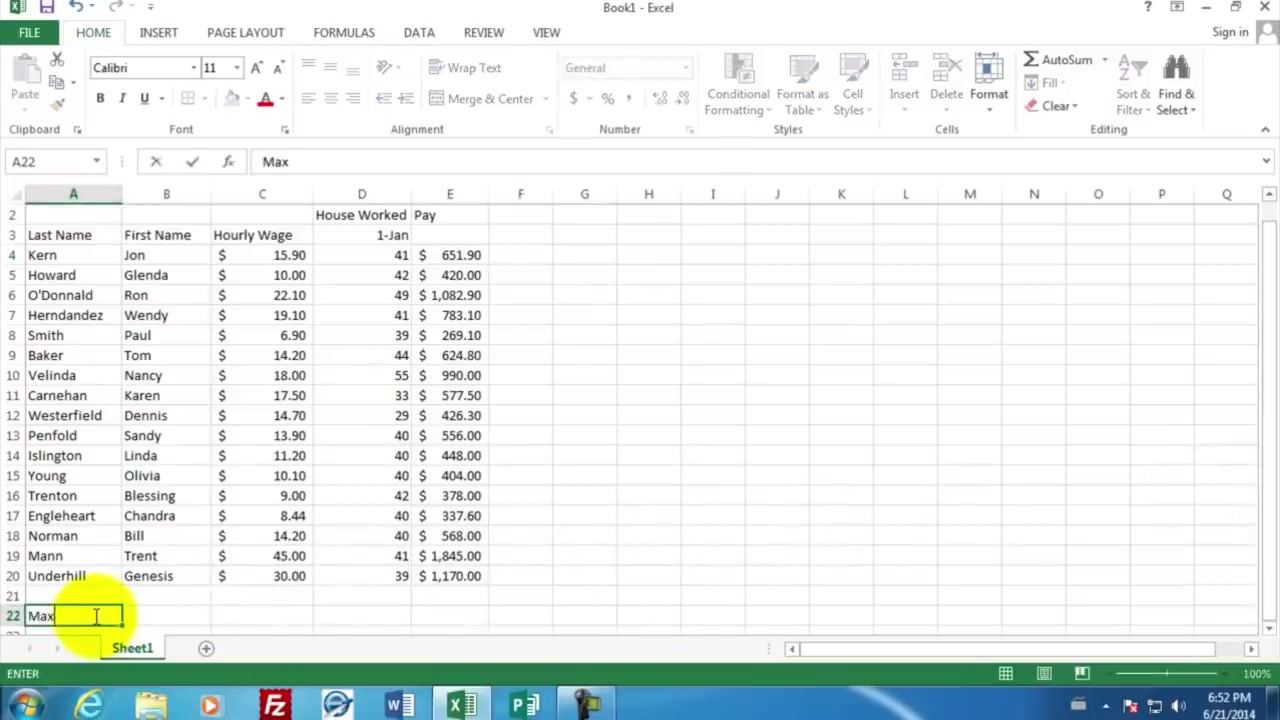 Book1 - Excel
?
FILE HOME INSERT PAGE LAYOUT FORMULAS DATA REVIEW VIEW Sign in
Calibri 11 Wrap Text General AutoSum
Paste Conditional Format as Cell Insert Delete Format Fill Sort & Find &
B I U A Merge & Center $ % , Formatting Table Styles Clear Filter Select
Clipboard Font Alignment Number Styles Cells Editing
A22 fx Max
A B C D E F G H I J K L M N O P Q
2 House Worked Pay
3 Last Name First Name Hourly Wage 1-Jan
4 Kern Jon $ 15.90 41 $ 651.90
5 Howard Glenda $ 10.00 42 $ 420.00
6 O'Donnald Ron $ 22.10 49 $ 1,082.90
7 Herndandez Wendy $ 19.10 41 $ 783.10
8 Smith Paul $ 6.90 39 $ 269.10
9 Baker Tom $ 14.20 44 $ 624.80
10 Velinda Nancy $ 18.00 55 $ 990.00
11 Carnehan Karen $ 17.50 33 $ 577.50
12 Westerfield Dennis $ 14.70 29 $ 426.30
13 Penfold Sandy $ 13.90 40 $ 556.00
14 Islington Linda $ 11.20 40 $ 448.00
15 Young Olivia $ 10.10 40 $ 404.00
16 Trenton Blessing $ 9.00 42 $ 378.00
17 Engleheart Chandra $ 8.44 40 $ 337.60
18 Norman Bill $ 14.20 40 $ 568.00
19 Mann Trent $ 45.00 41 $ 1,845.00
20 Underhill Genesis $ 30.00 39 $ 1,170.00
21
22 Max
Sheet1
ENTER 100%
6:52 PM
6/21/2014